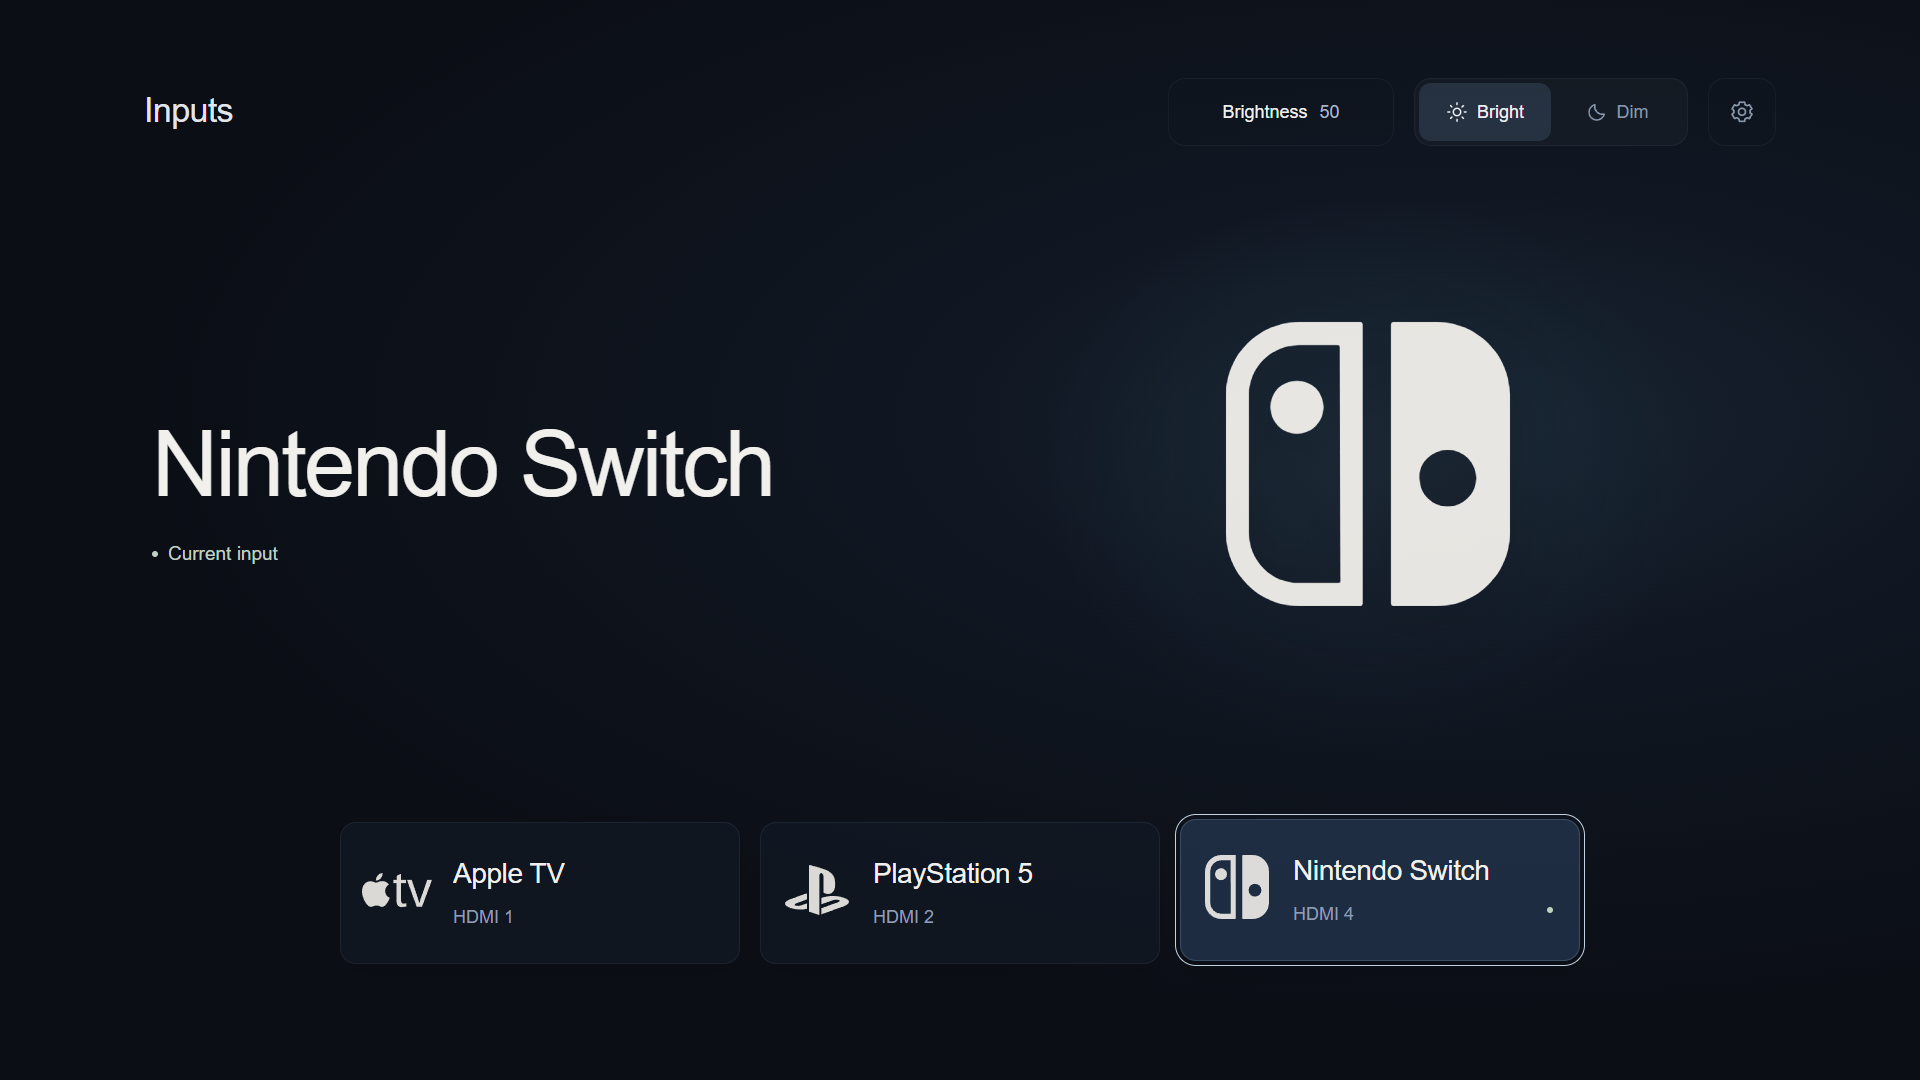 Inputs
Brightness 50
Bright
Dim
Nintendo Switch
Current input
tv
Apple TV
HDMI 1
PlayStation 5
HDMI 2
Nintendo Switch
HDMI 4